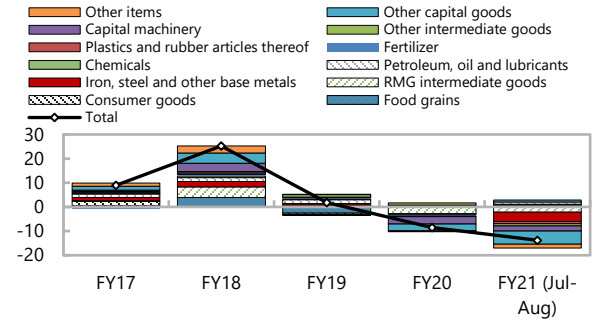 Other items Other capital goods
Capital machinery Other intermediate goods
Plastics and rubber articles thereof Fertilizer
Chemicals Petroleum, oil and lubricants
Iron, steel and other base metals RMG intermediate goods
Consumer goods Food grains
Total
30
20
10
0
-10
-20
FY17 FY18 FY19 FY20 FY21 (Jul-
Aug)